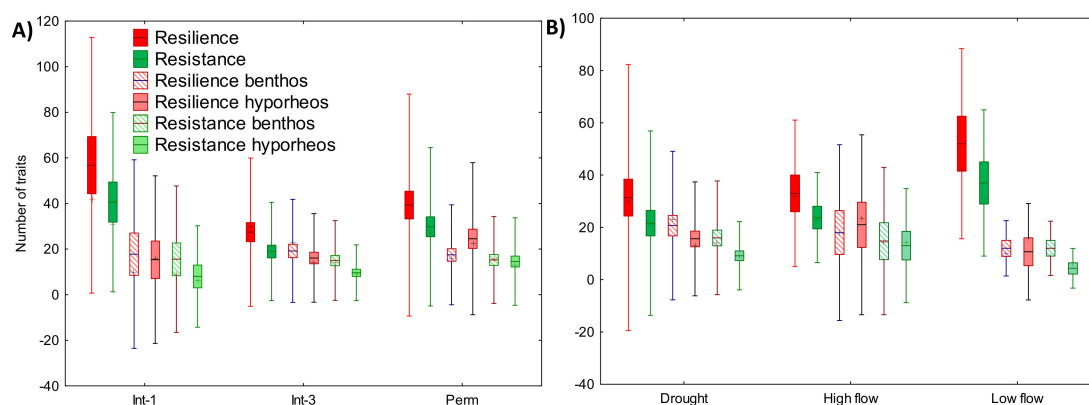 A)
Number of traits
120
100
80
60
40
20
0
-20
-40
Resilience
Resistance
Resilience benthos
Resilience hyporheos
Resistance benthos
Resistance hyporheos
Int-1 Int-3 Perm
B)
100
80
60
40
20
0
-20
-40
Drought High flow Low flow